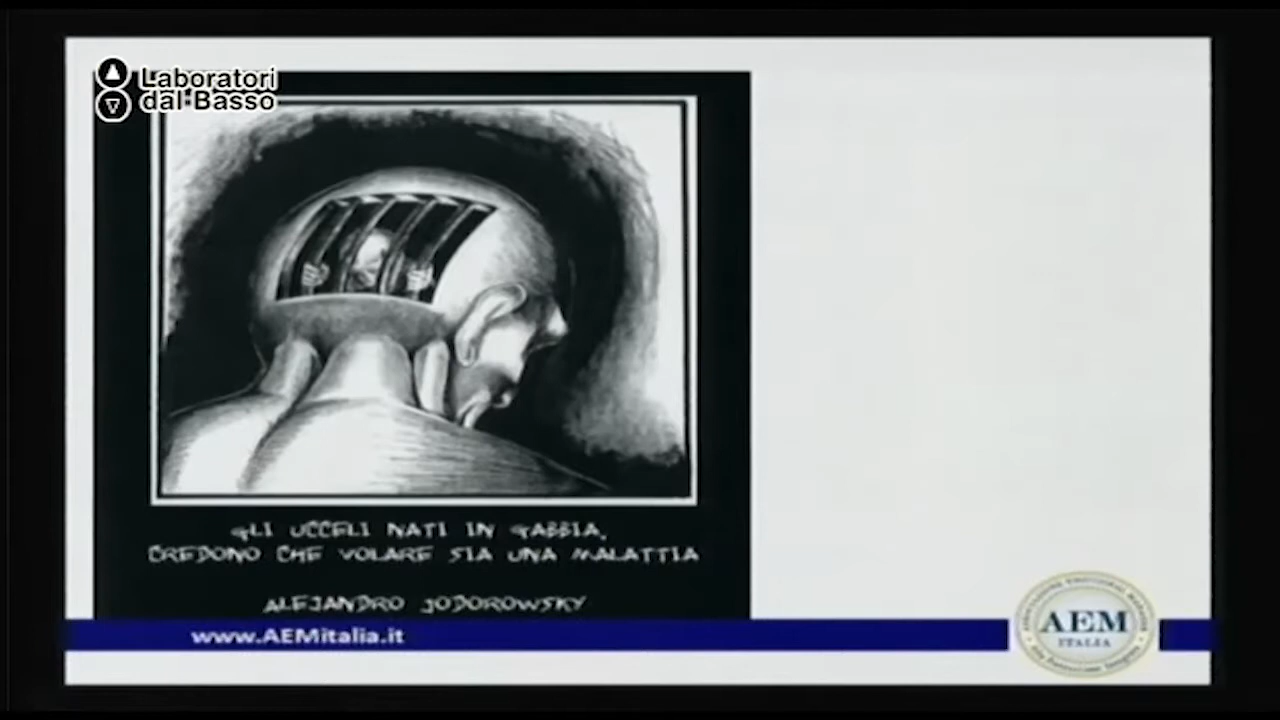 Laboratori
dal Basso
GLI UCCELI NATI IN GABBIA,
CREDONO CHE VOLARE SIA UNA MALATTIA
ALEJANDRO JODOROWSKY
www.AEMitalia.it
AEM
ITALIA